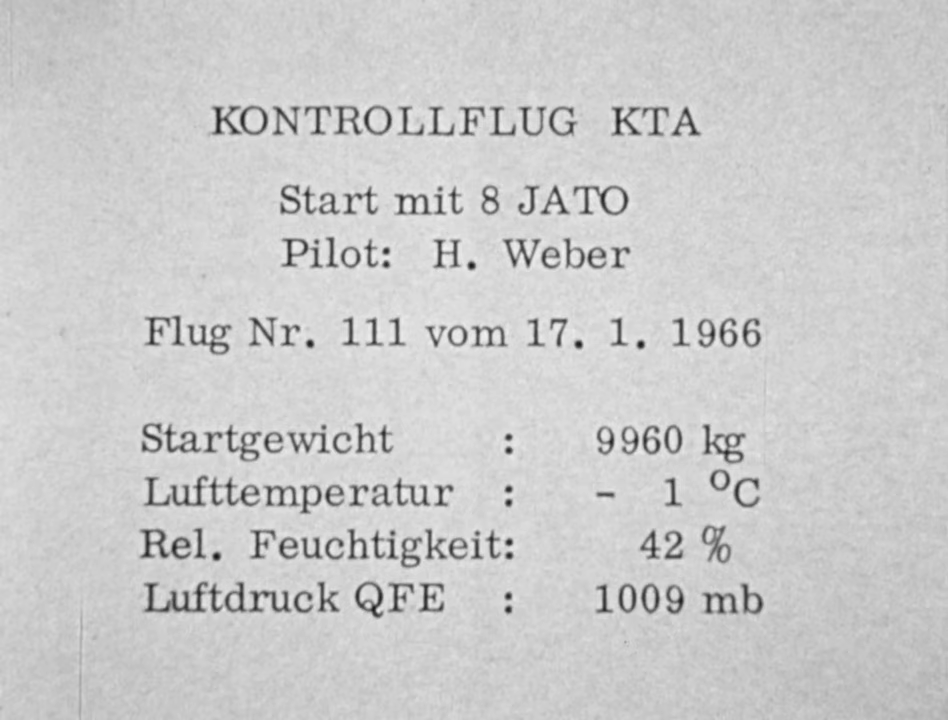 KONTROLLFLUG KTA
Start mit 8 JATO
Pilot: H. Weber
Flug Nr. 111 vom 17. 1. 1966
Startgewicht : 9960 kg
Lufttemperatur : - 1 °C
Rel. Feuchtigkeit: 42 %
Luftdruck QFE : 1009 mb